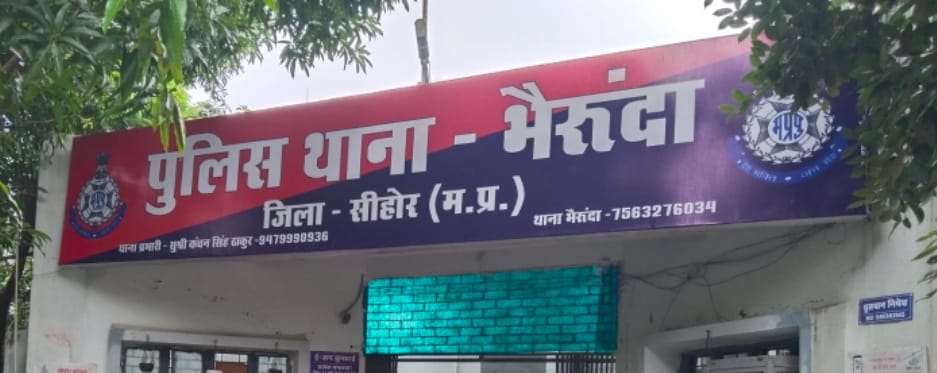 पुलिस थाना - भैरुंदा
जिला - सीहोर (म.प्र.)
थाना भैरुंदा -7563276034
थाना प्रभारी - सुश्री कंचन सिंह ठाकुर -9479990936
म.प्र.पु.
धूम्रपान निषेध
NO SMOKING